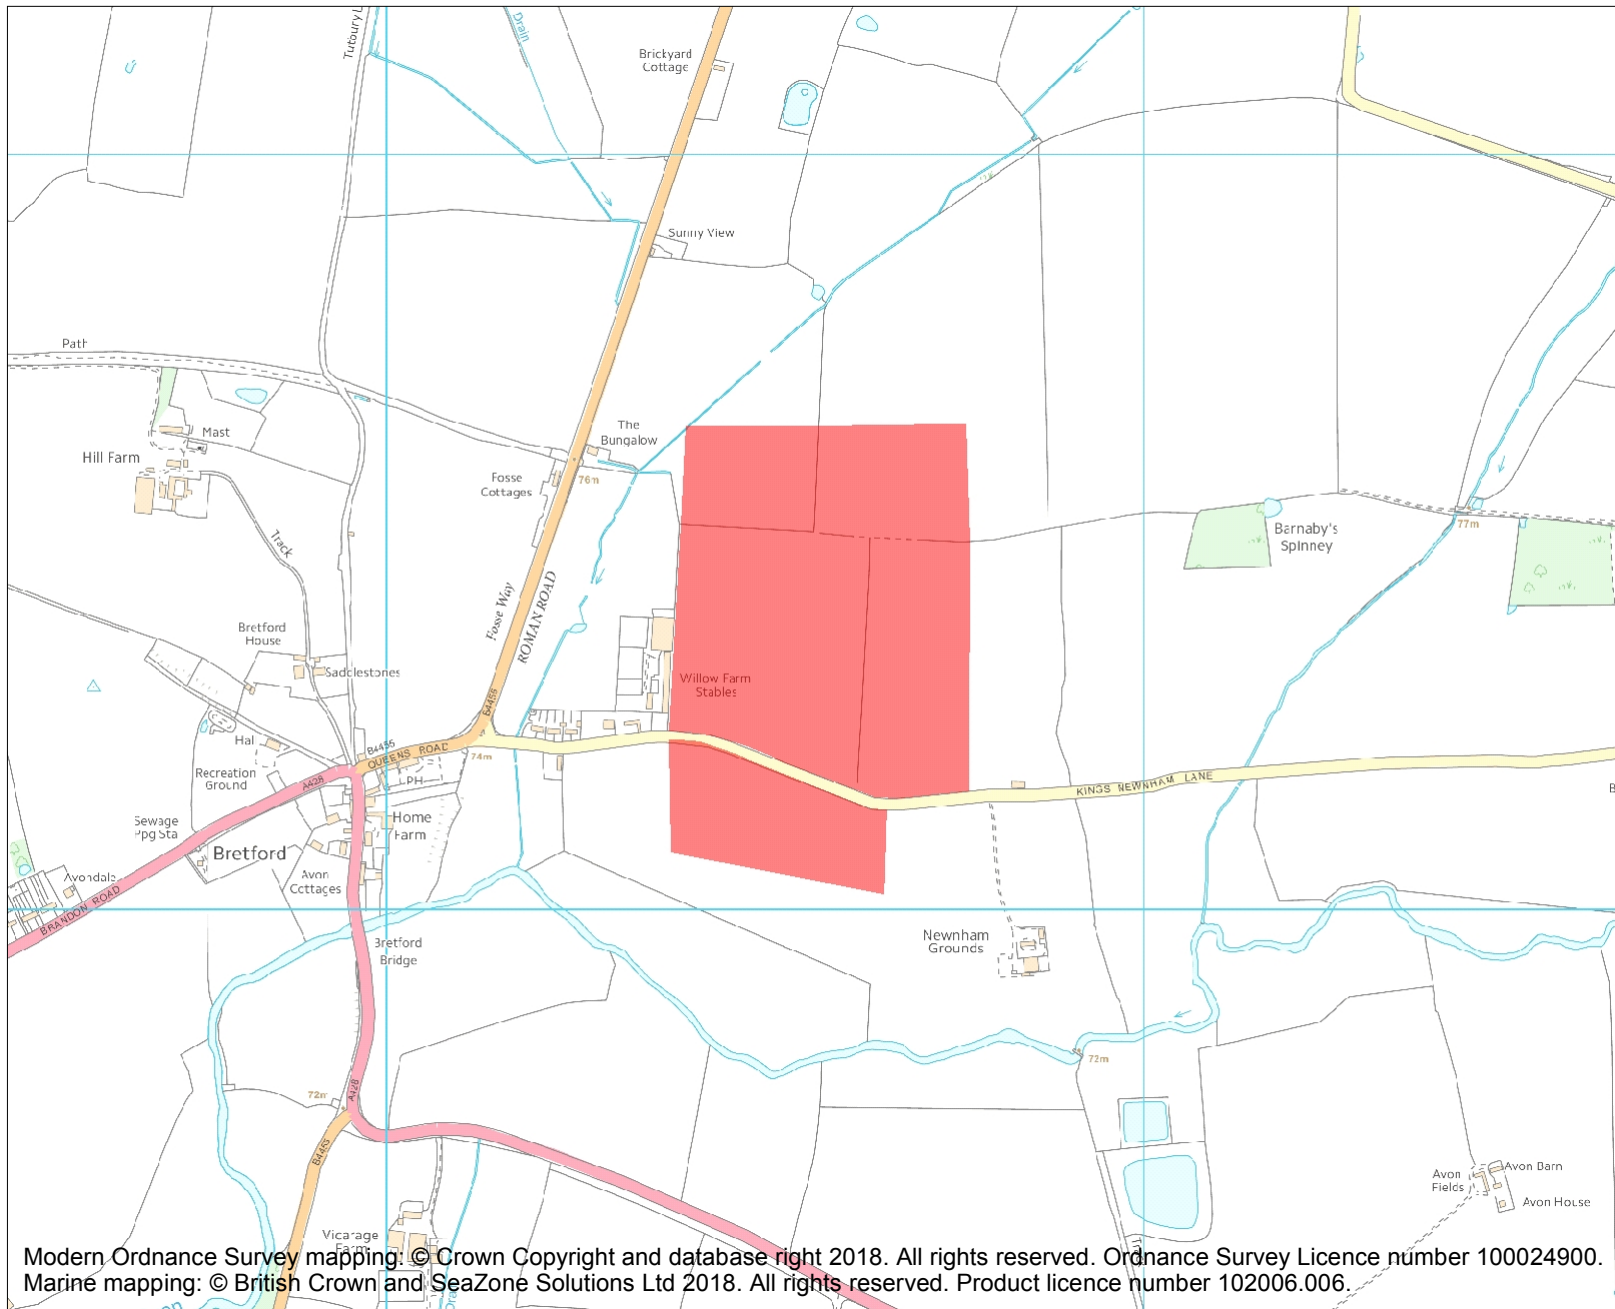 Drain
Brickyard
Cottage
Sunny View
Path
Mast
Hill Farm
The
Bungalow
Fosse
Cottages
76m
Track
Barnaby's
Spinney
77m
Fosse Way
ROMAN ROAD
Bretford
House
Saddlestones
Willow Farm
Stables
B4455
B4455
QUEENS ROAD
74m
Hal
PH
Recreation
Ground
A428
KINGS NEWNHAM LANE
Sewage
Ppg Sta
Home
Farm
Bretford
Avon
Cottages
Avondale
BRANDON ROAD
Bretford
Bridge
Newnham
Grounds
72m
A428
72m
B4455
Avon
Fields
Avon Barn
Avon House
Vicarage
Farm
Modern Ordnance Survey mapping: © Crown Copyright and database right 2018. All rights reserved. Ordnance Survey Licence number 100024900.
Marine mapping: © British Crown and SeaZone Solutions Ltd 2018. All rights reserved. Product licence number 102006.006.